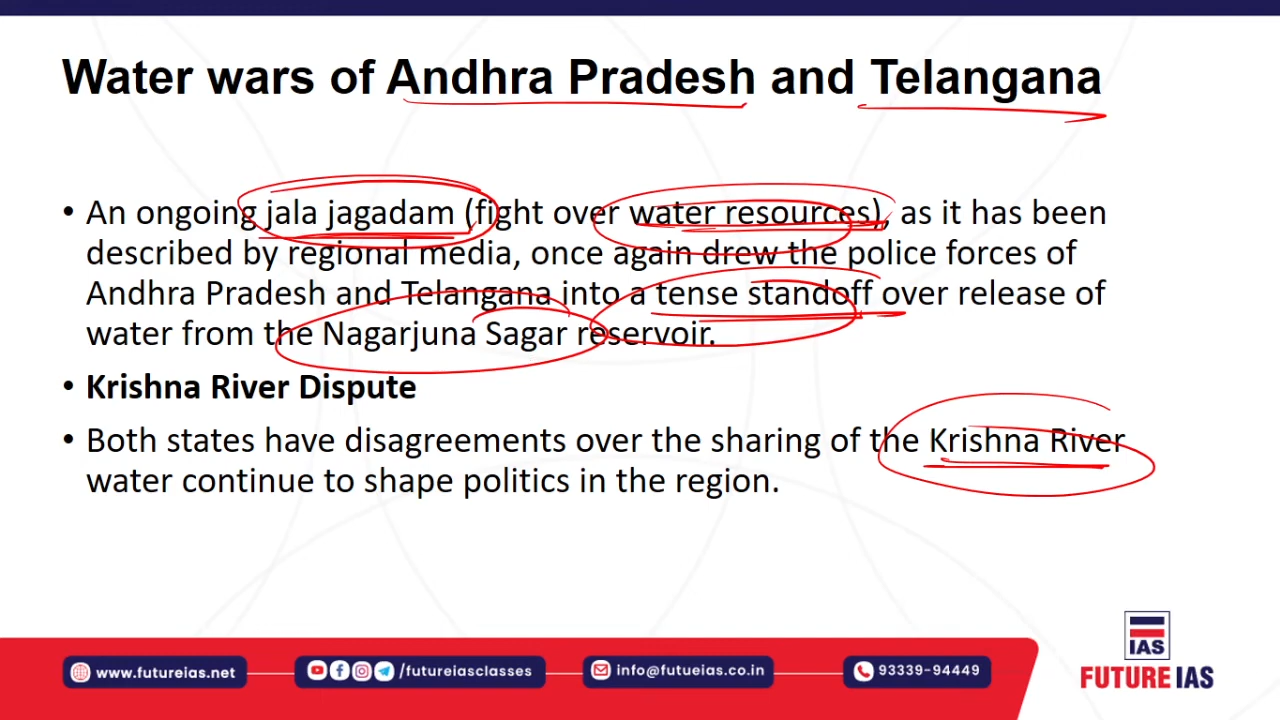 Water wars of Andhra Pradesh and Telangana
• An ongoing jala jagadam (fight over water resources), as it has been
described by regional media, once again drew the police forces of
Andhra Pradesh and Telangana into a tense standoff over release of
water from the Nagarjuna Sagar reservoir.
• Krishna River Dispute
• Both states have disagreements over the sharing of the Krishna River
water continue to shape politics in the region.
IAS
FUTURE IAS
www.futureias.net
/futureiasclasses
info@futueias.co.in
93339-94449